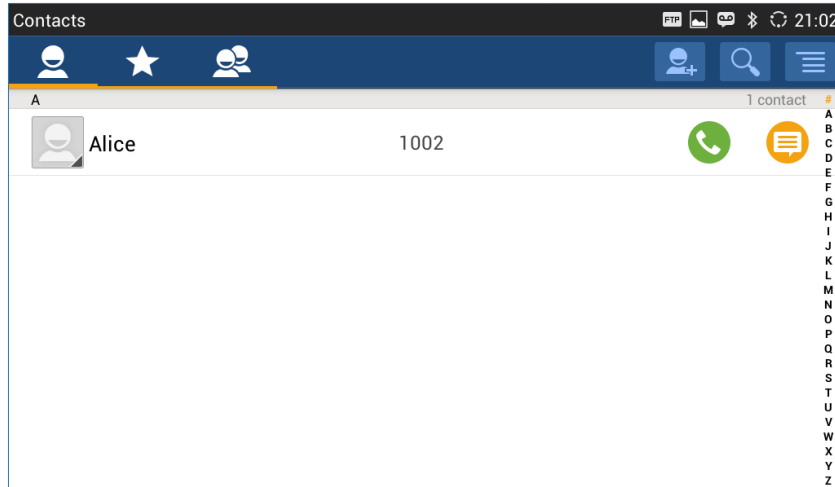 Contacts
FTP 21:02
A 1 contact
Alice 1002
#
A
B
C
D
E
F
G
H
I
J
K
L
M
N
O
P
Q
R
S
T
U
V
W
X
Y
Z